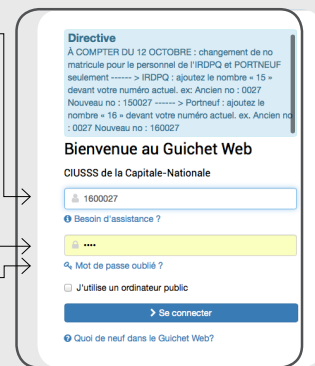 Directive
À COMPTER DU 12 OCTOBRE : changement de no
matricule pour le personnel de l'IRDPQ et PORTNEUF
seulement ------ > IRDPQ : ajoutez le nombre « 15 »
devant votre numéro actuel. ex: Ancien no : 0027
Nouveau no : 150027 ------ > Portneuf : ajoutez le
nombre « 16 » devant votre numéro actuel. ex. Ancien no
: 0027 Nouveau no : 160027
Bienvenue au Guichet Web
CIUSSS de la Capitale-Nationale
1600027
Besoin d'assistance ?
••••
Mot de passe oublié ?
J'utilise un ordinateur public
Se connecter
Quoi de neuf dans le Guichet Web?